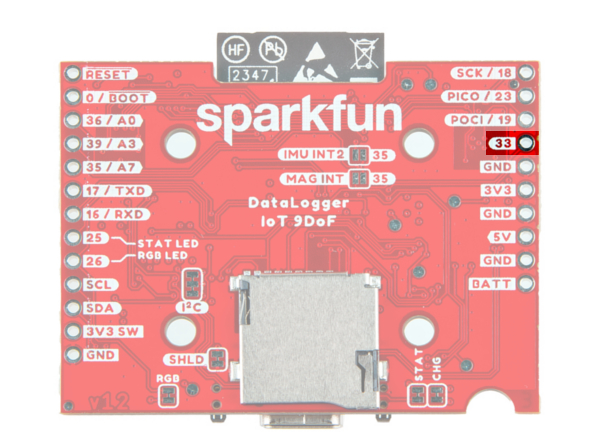 HF Pb
2347
RESET
0 / BOOT
36 / A0
39 / A3
35 / A7
17 / TXD
16 / RXD
25
26
STAT LED
RGB LED
SCL
SDA
3V3 SW
GND
sparkfun
IMU INT2 35
MAG INT 35
DataLogger
IoT 9DoF
I²C
SHLD
RGB
v12
STAT
CHG
SCK / 18
PICO / 23
POCI / 19
33
GND
3V3
GND
5V
GND
BATT